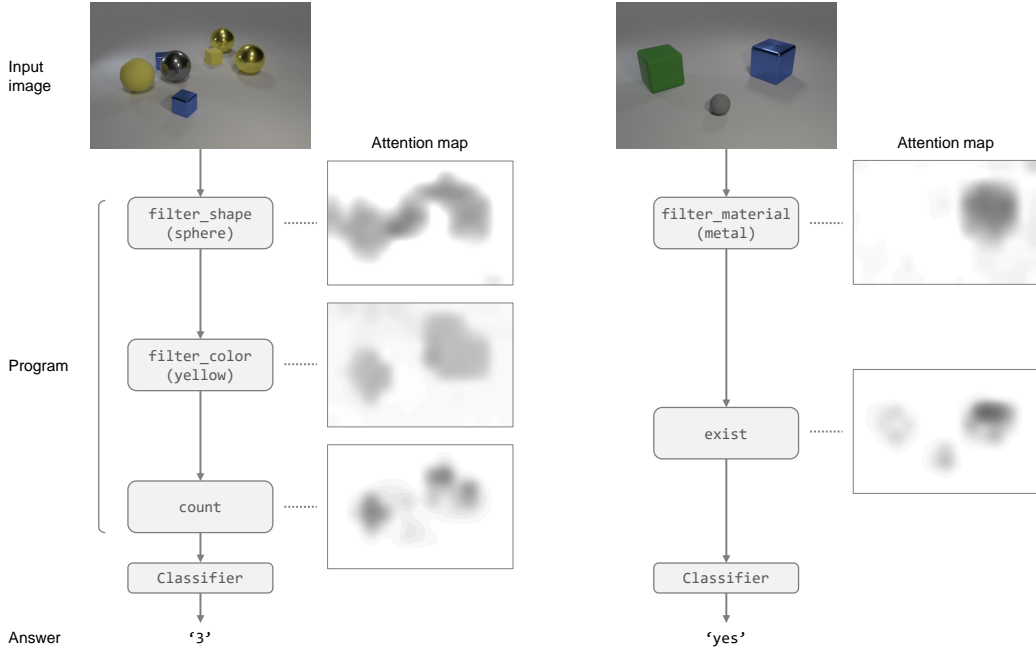 Input
image
Attention map
Attention map
filter_shape
(sphere)
filter_material
(metal)
Program
filter_color
(yellow)
exist
count
Classifier
Classifier
Answer
‘3’
‘yes’